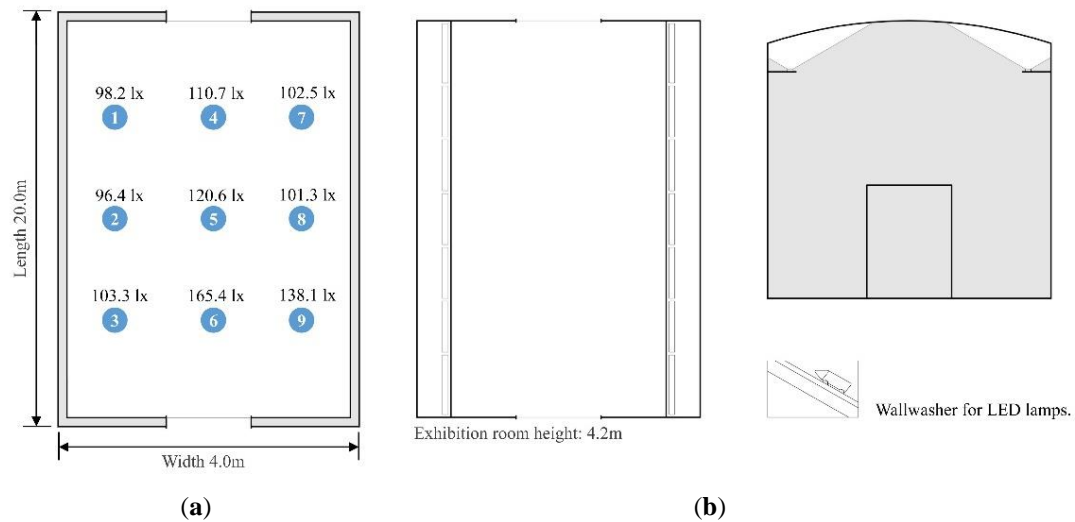 98.2 lx 110.7 lx 102.5 lx
1 4 7
96.4 lx 120.6 lx 101.3 lx
2 5 8
103.3 lx 165.4 lx 138.1 lx
3 6 9
Length 20.0m
Width 4.0m
Exhibition room height: 4.2m
Wallwasher for LED lamps.
(a) (b)